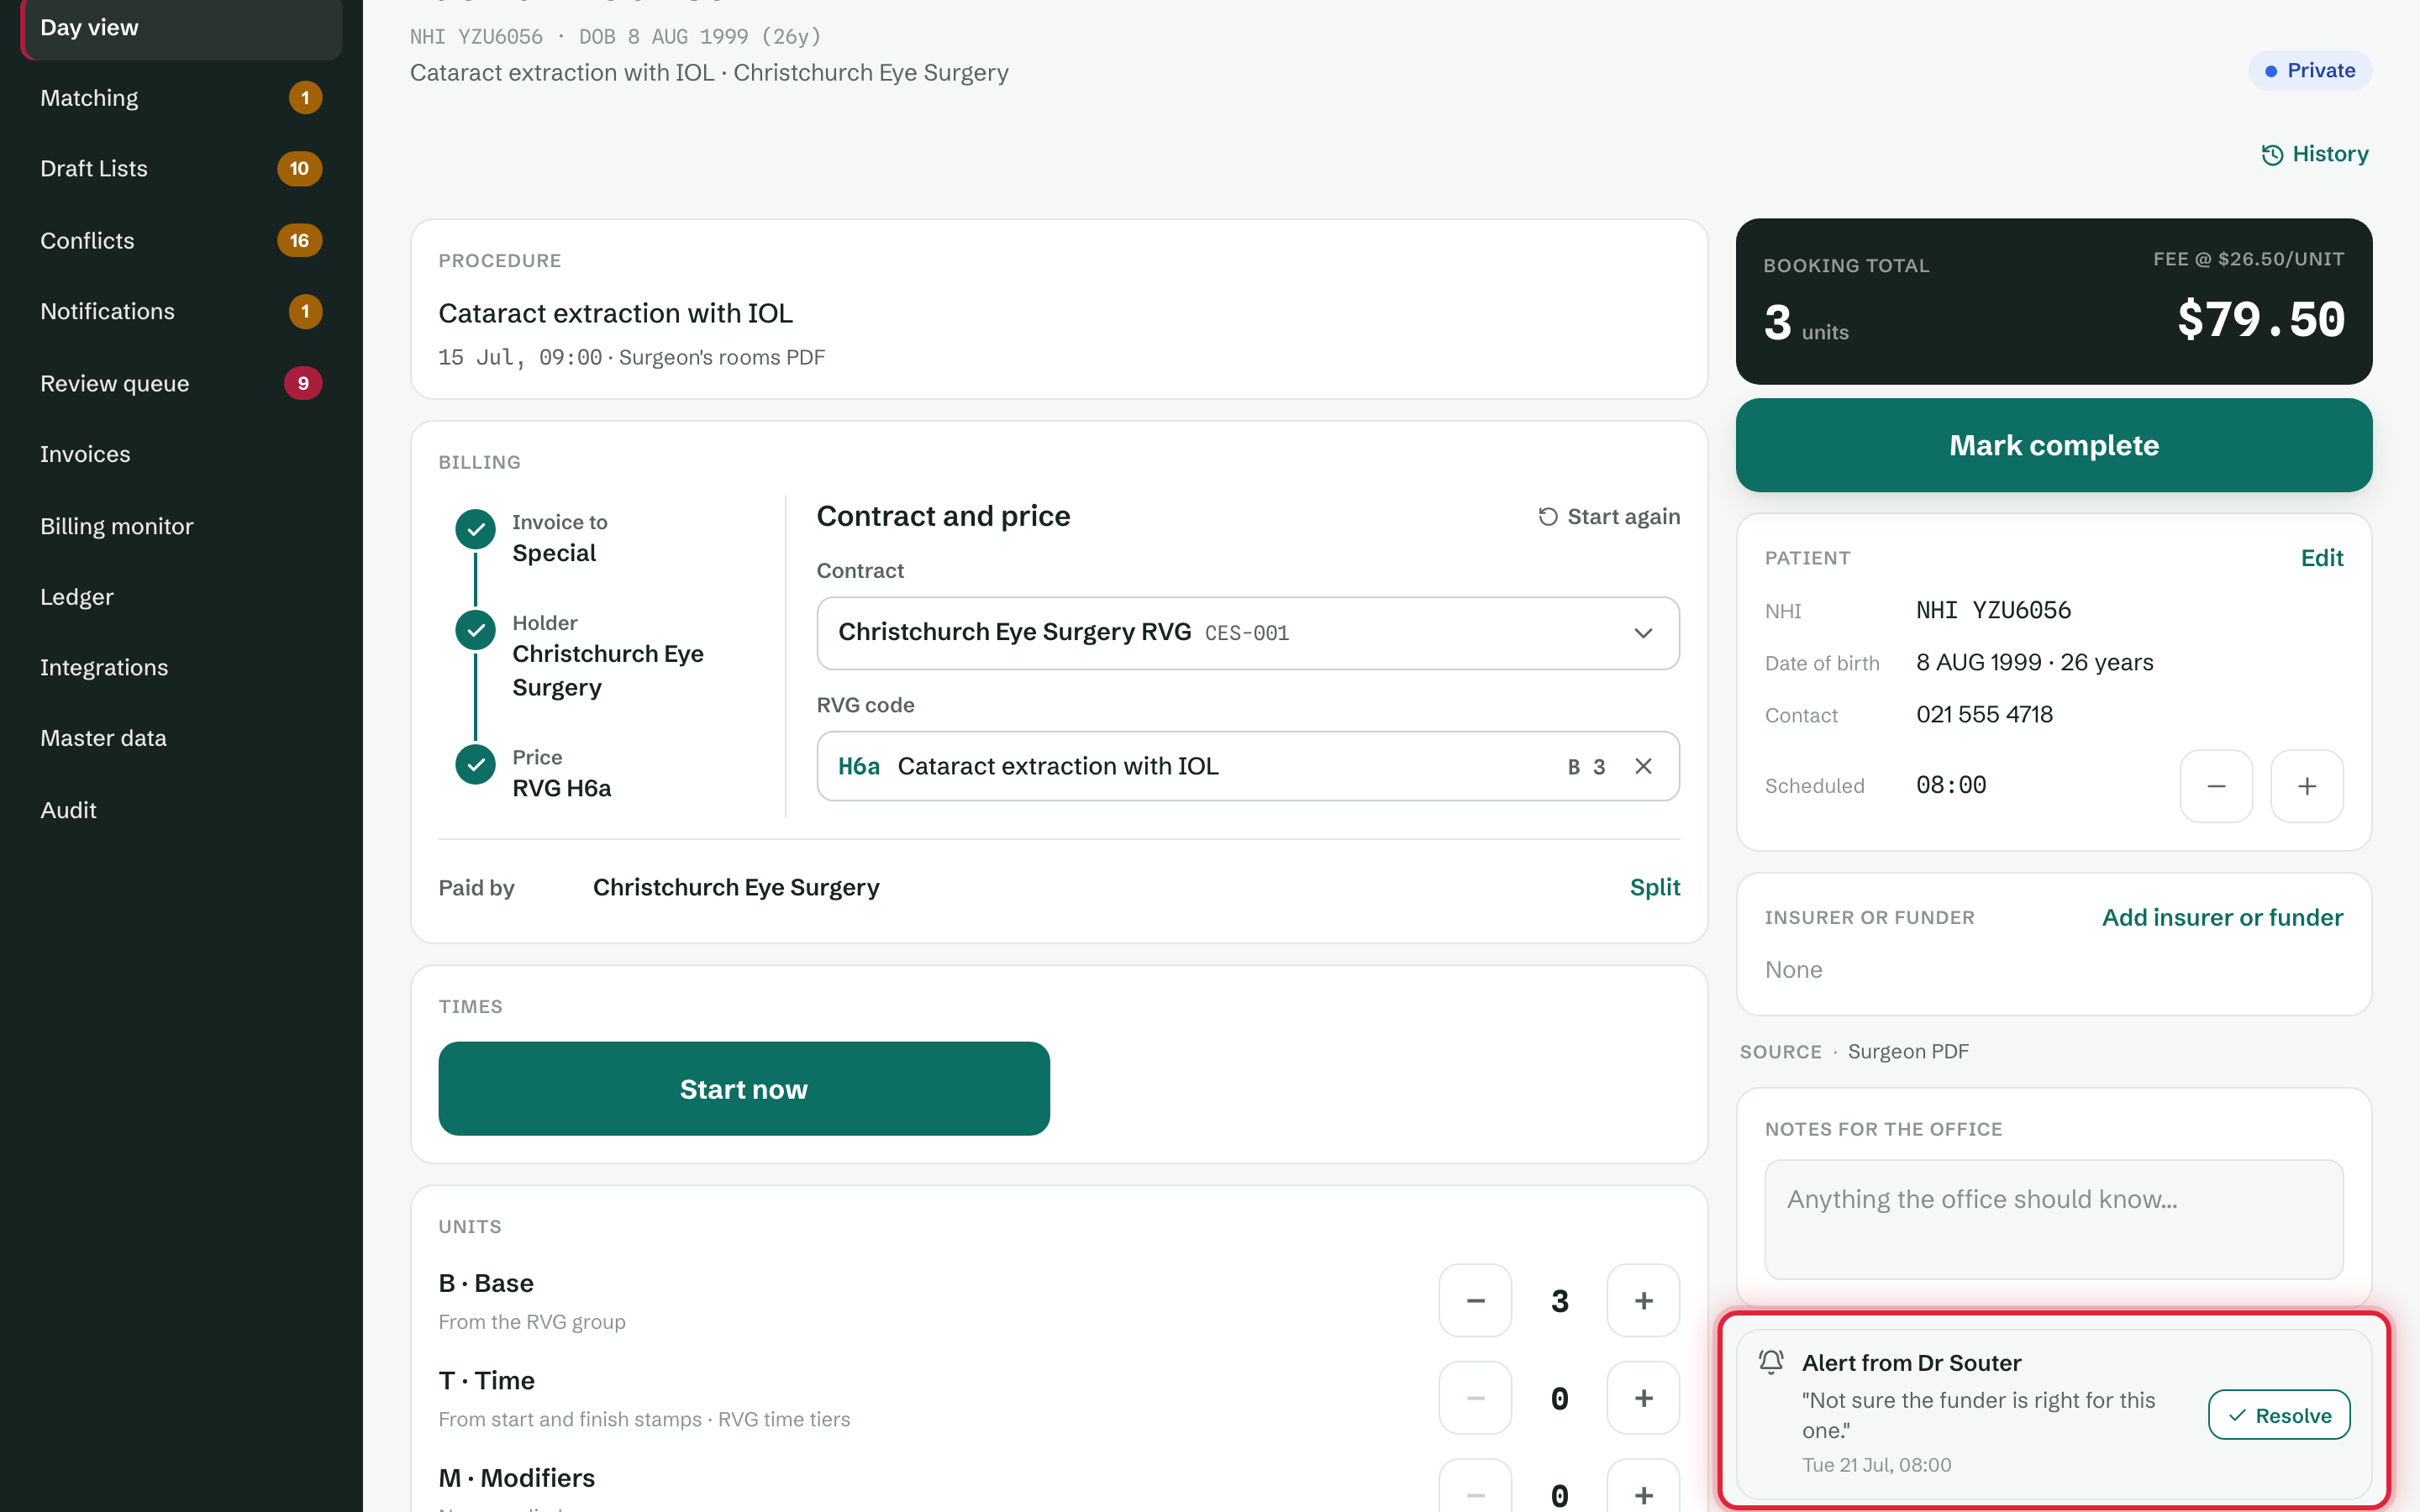 Day view
Matching 1
Draft Lists 10
Conflicts 16
Notifications 1
Review queue 9
Invoices
Billing monitor
Ledger
Integrations
Master data
Audit
NHI YZU6056 · DOB 8 AUG 1999 (26y)
Cataract extraction with IOL · Christchurch Eye Surgery
Private
History
PROCEDURE
Cataract extraction with IOL
15 Jul, 09:00 · Surgeon's rooms PDF
BILLING
Invoice to
Special
Holder
Christchurch Eye
Surgery
Price
RVG H6a
Contract and price
Start again
Contract
Christchurch Eye Surgery RVG CES-001
RVG code
H6a Cataract extraction with IOL B 3
Paid by Christchurch Eye Surgery Split
TIMES
Start now
UNITS
B · Base
From the RVG group
− 3 +
T · Time
From start and finish stamps · RVG time tiers
− 0 +
M · Modifiers
− 0 +
BOOKING TOTAL
FEE @ $26.50/UNIT
3 units
$79.50
Mark complete
PATIENT Edit
NHI NHI YZU6056
Date of birth 8 AUG 1999 · 26 years
Contact 021 555 4718
Scheduled 08:00 − +
INSURER OR FUNDER Add insurer or funder
None
SOURCE · Surgeon PDF
NOTES FOR THE OFFICE
Anything the office should know...
Alert from Dr Souter
"Not sure the funder is right for this
one."
Tue 21 Jul, 08:00
Resolve